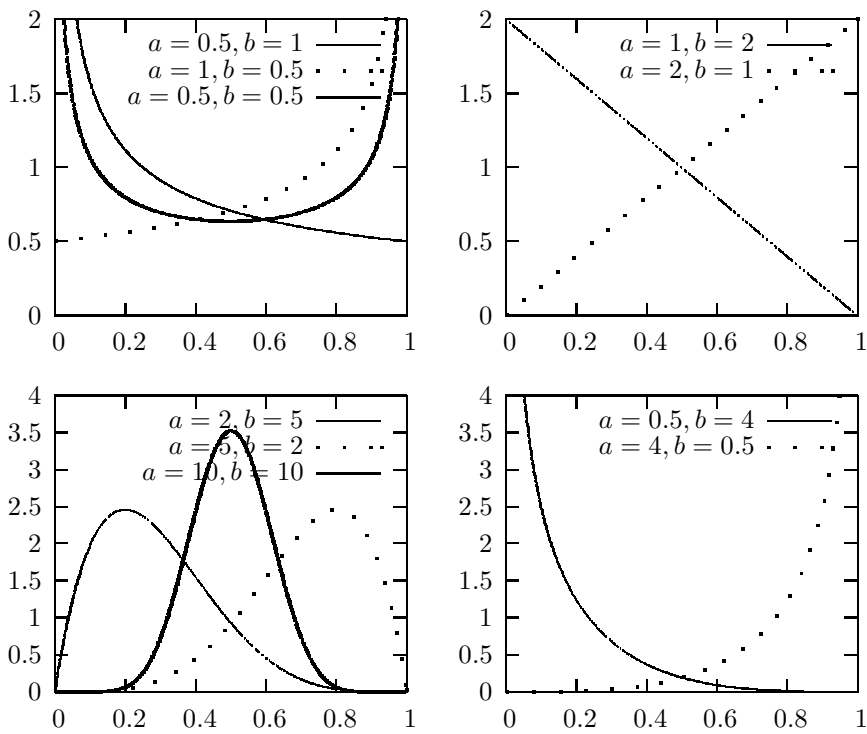 2
1.5
1
0.5
0
0 0.2 0.4 0.6 0.8 1
a = 0.5, b = 1
a = 1, b = 0.5
a = 0.5, b = 0.5
2
1.5
1
0.5
0
0 0.2 0.4 0.6 0.8 1
a = 1, b = 2
a = 2, b = 1
4
3.5
3
2.5
2
1.5
1
0.5
0
0 0.2 0.4 0.6 0.8 1
a = 2, b = 5
a = 5, b = 2
a = 10, b = 10
4
3.5
3
2.5
2
1.5
1
0.5
0
0 0.2 0.4 0.6 0.8 1
a = 0.5, b = 4
a = 4, b = 0.5